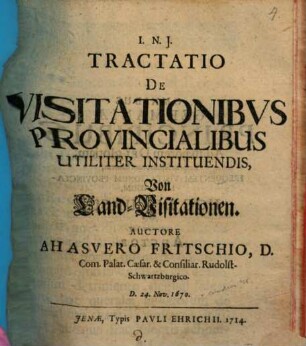 I. N. J.
TRACTATIO
DE
VISITATIONIBVS
PROVINCIALIBUS
UTILITER INSTITUENDIS,
Von
Land-Visitationen.
AUCTORE
AHASVERO FRITSCHIO, D.
Com. Palat. Cæsar. & Consiliar. Rudolst-
Schwartzburgico.
D. 24. Nov. 1670.
JENÆ, Typis PAULI EHRICHII. 1714.